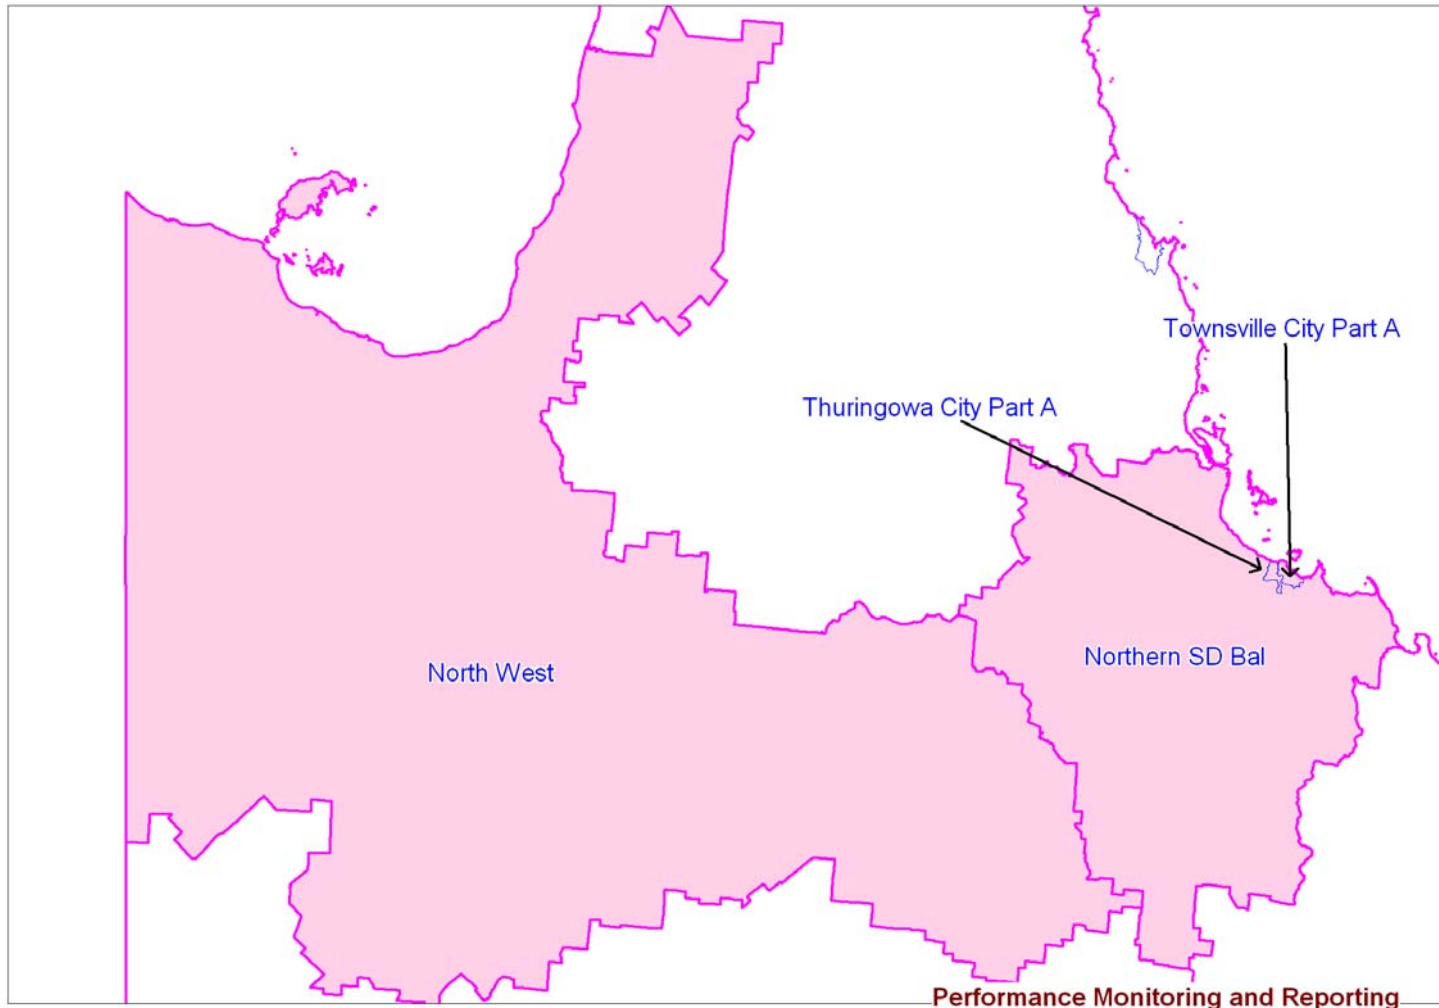 Townsville City Part A
Thuringowa City Part A
Northern SD Bal
North West
Performance Monitoring and Reporting